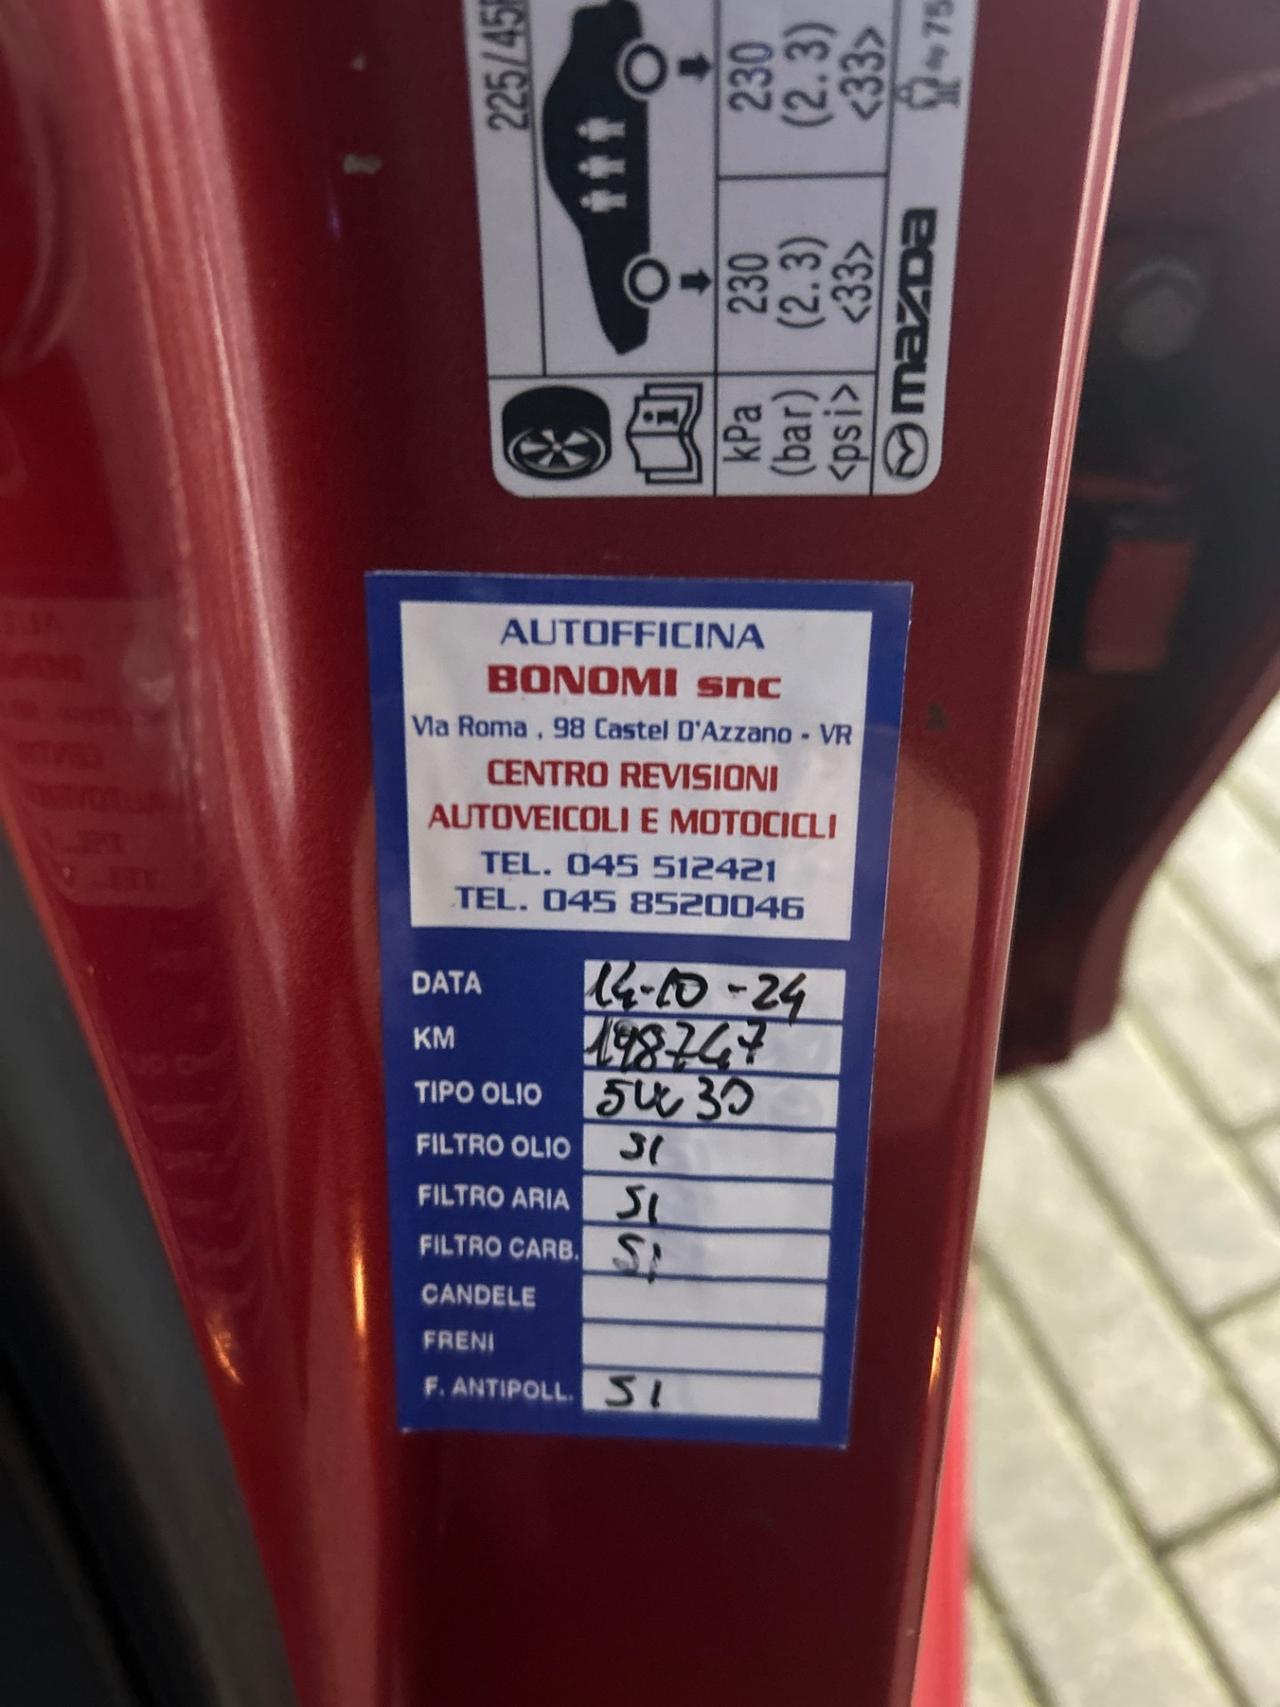 225/45R
230 230
(2.3) (2.3)
<33> <33>
kPa
(bar)
<psi>
mazda
75
AUTOFFICINA
BONOMI snc
Via Roma , 98 Castel D'Azzano - VR
CENTRO REVISIONI
AUTOVEICOLI E MOTOCICLI
TEL. 045 512421
TEL. 045 8520046
DATA 14-10-24
KM 198747
TIPO OLIO 5W30
FILTRO OLIO SI
FILTRO ARIA SI
FILTRO CARB. SI
CANDELE
FRENI
F. ANTIPOLL. SI